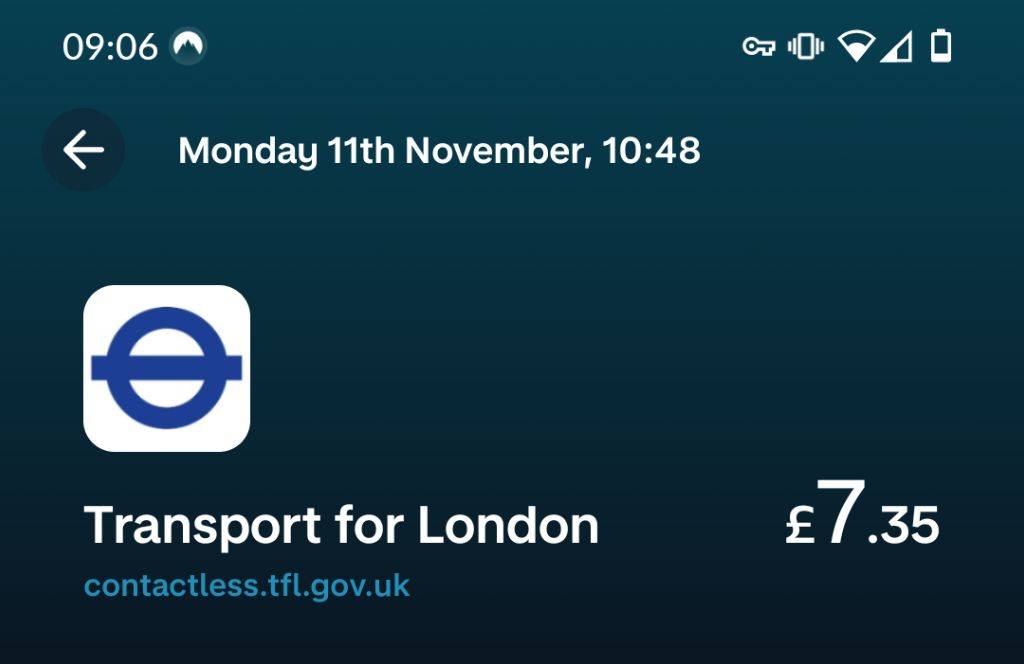 09:06
Monday 11th November, 10:48
Transport for London
£7.35
contactless.tfl.gov.uk